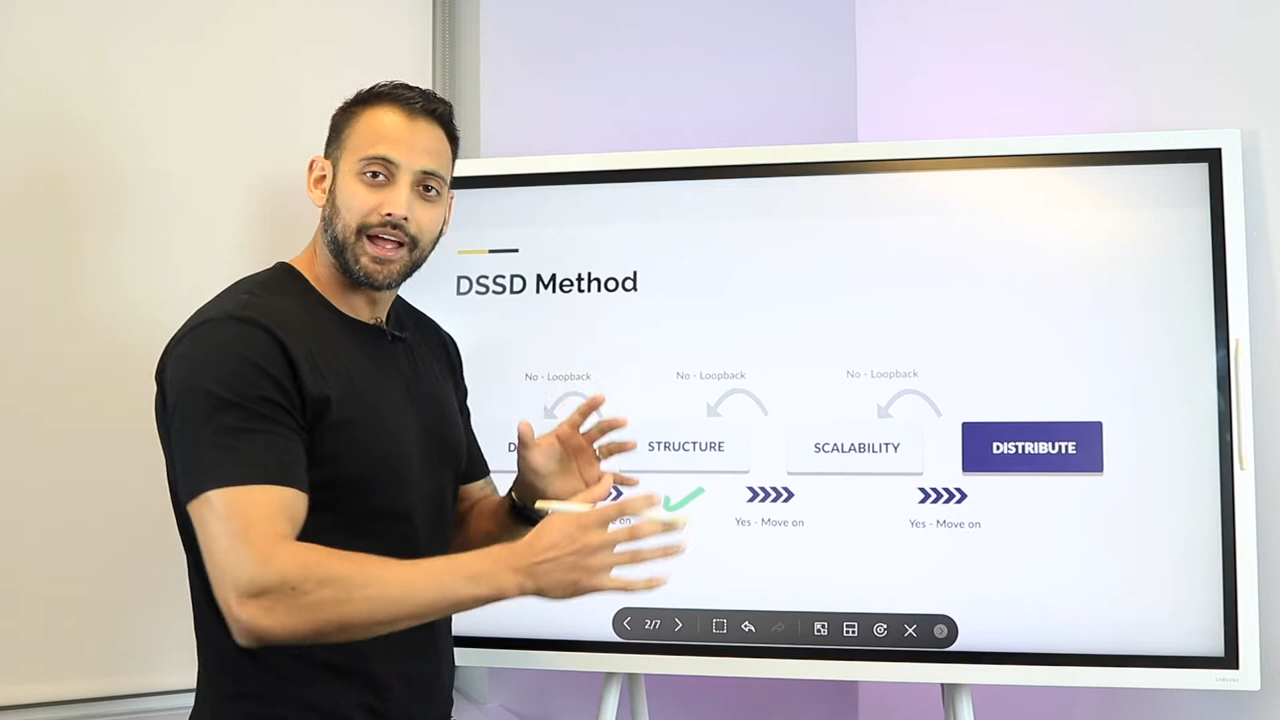 DSSD Method
No - Loopback
No - Loopback
No - Loopback
STRUCTURE
SCALABILITY
DISTRIBUTE
Yes - Move on
Yes - Move on
2/7
SAMSUNG